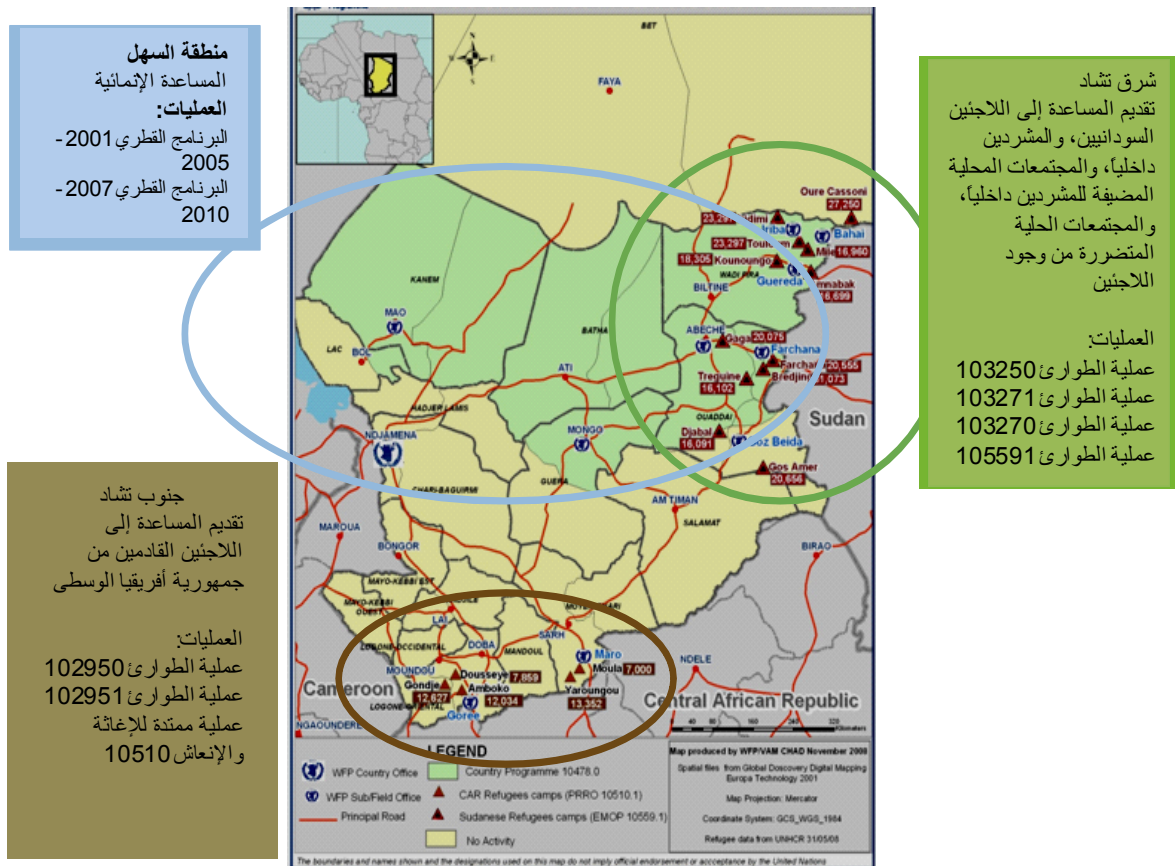 منطقة السهل
المساعدة الإنمائية
العمليات:
البرنامج القطري 2001-
2005
البرنامج القطري 2007-
2010
شرق تشاد
تقديم المساعدة إلى اللاجئين
السودانيين، والمشردين
داخلياً، والمجتمعات المحلية
المضيفة للمشردين داخلياً،
والمجتمعات الحلية
المتضررة من وجود
اللاجئين
العمليات:
عملية الطوارئ 103250
عملية الطوارئ 103271
عملية الطوارئ 103270
عملية الطوارئ 105591
جنوب تشاد
تقديم المساعدة إلى
اللاجئين القادمين من
جمهورية أفريقيا الوسطى
العمليات:
عملية الطوارئ 102950
عملية الطوارئ 102951
عملية ممتدة للإغاثة
والإنعاش 10510
BET
FAYA
Oure Cassoni
27,250
Bahai
23,297 Touloum
Mile 16,960
18,305 Kounoungo
WADI FIRA
Guereda
BILTINE
KANEM
MAO
BATHA
ABECHE
Gaga 20,075
Farchana
LAC
BOL
ATI
Treguine
16,102
Bredjing
OUADDAI
HADJER LAMIS
Djabal
16,091
Sudan
NDJAMENA
MONGO
Goz Beida
Gos Amer
20,656
GUERA
CHARI-BAGUIRMI
AM TIMAN
SALAMAT
MAROUA
BONGOR
BIRAO
MAYO-KEBBI EST
MAYO-KEBBI
OUEST
LAI
SARH
LOGONE-OCCIDENTAL
DOBA
MANDOUL
Maro
MOUNDOU
Dousseye 7,859
Moula 7,000
NDELE
Gondje
12,627
Amboko
12,034
Yaroungou
13,352
Cameroon
Central African Republic
LOGONE-ORIENTAL
Gore
NGAOUNDERE
40 80 160 240 320
Kilometers
LEGEND
WFP Country Office
Country Programme 10478.0
WFP Sub/Field Office
CAR Refugees camps (PRRO 10510.1)
Principal Road
Sudanese Refugees camps (EMOP 10559.1)
No Activity
Map produced by WFP/VAM CHAD November 2008
Spatial files from Global Doscovery Digital Mapping
Europa Technology 2001
Map Projection: Mercator
Coordinate System: GCS_WGS_1984
Refugee data from UNHCR 31/05/08
The boundaries and names shown and the designations used on this map do not imply official endorsement or acceptance by the United Nations